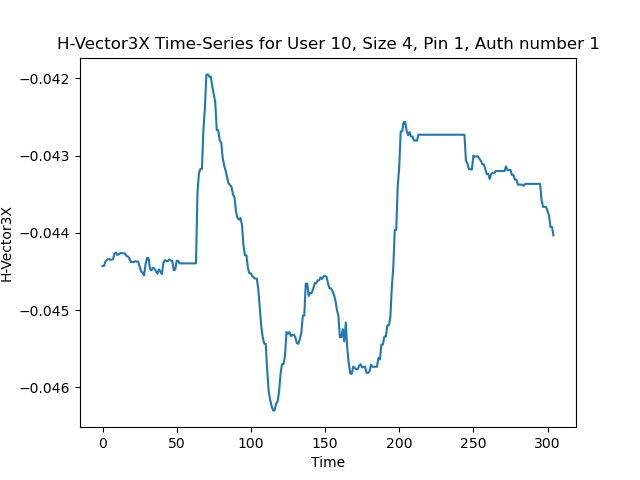 H-Vector3X Time-Series for User 10, Size 4, Pin 1, Auth number 1
−0.042
−0.043
−0.044
−0.045
−0.046
H-Vector3X
0 50 100 150 200 250 300
Time